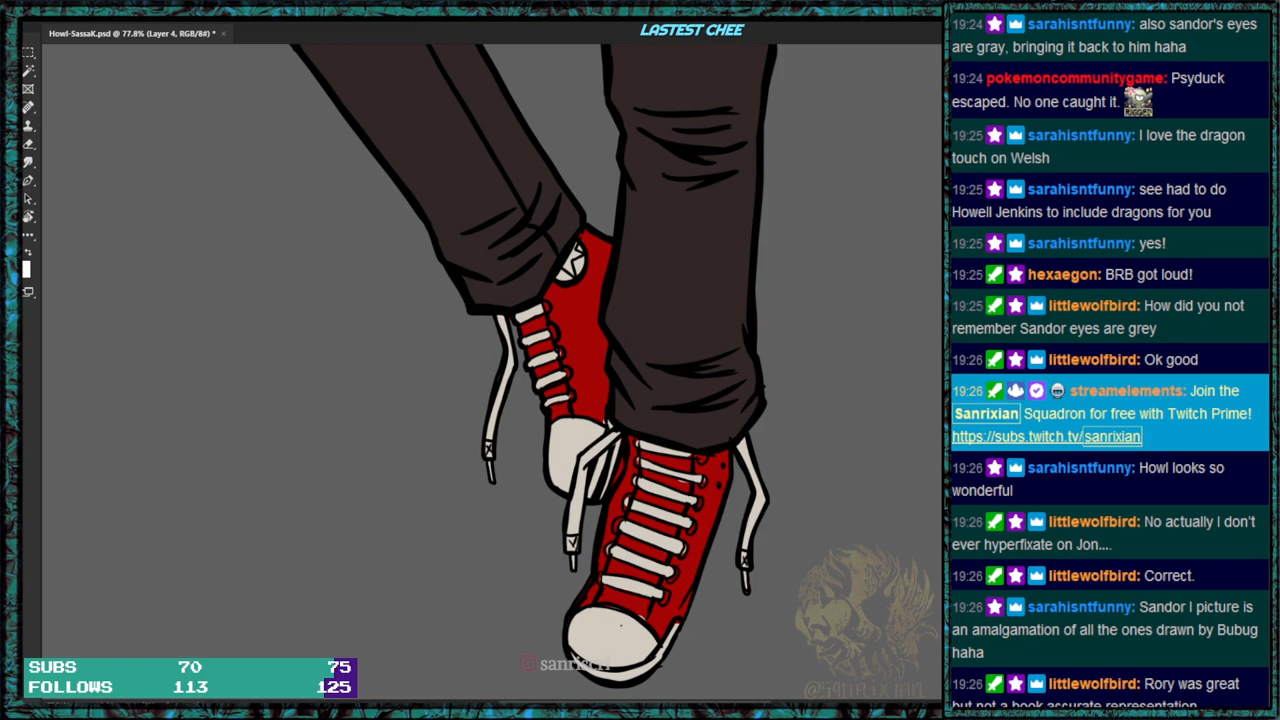 Howl-SassaK.psd @ 77.8% (Layer 4, RGB/8#) *
LASTEST CHEE
sanriscrl
SUBS 70 75
FOLLOWS 113 125
19:24 sarahisntfunny: also sandor's eyes
are gray, bringing it back to him haha
19:24 pokemoncommunitygame: Psyduck
escaped. No one caught it.
19:25 sarahisntfunny: I love the dragon
touch on Welsh
19:25 sarahisntfunny: see had to do
Howell Jenkins to include dragons for you
19:25 sarahisntfunny: yes!
19:25 hexaegon: BRB got loud!
19:25 littlewolfbird: How did you not
remember Sandor eyes are grey
19:26 littlewolfbird: Ok good
19:26 streamelements: Join the
Sanrixian Squadron for free with Twitch Prime!
https://subs.twitch.tv/sanrixian
19:26 sarahisntfunny: Howl looks so
wonderful
19:26 littlewolfbird: No actually I don't
ever hyperfixate on Jon....
19:26 littlewolfbird: Correct.
19:26 sarahisntfunny: Sandor I picture is
an amalgamation of all the ones drawn by Bubug
haha
19:26 littlewolfbird: Rory was great
but not a book accurate representation